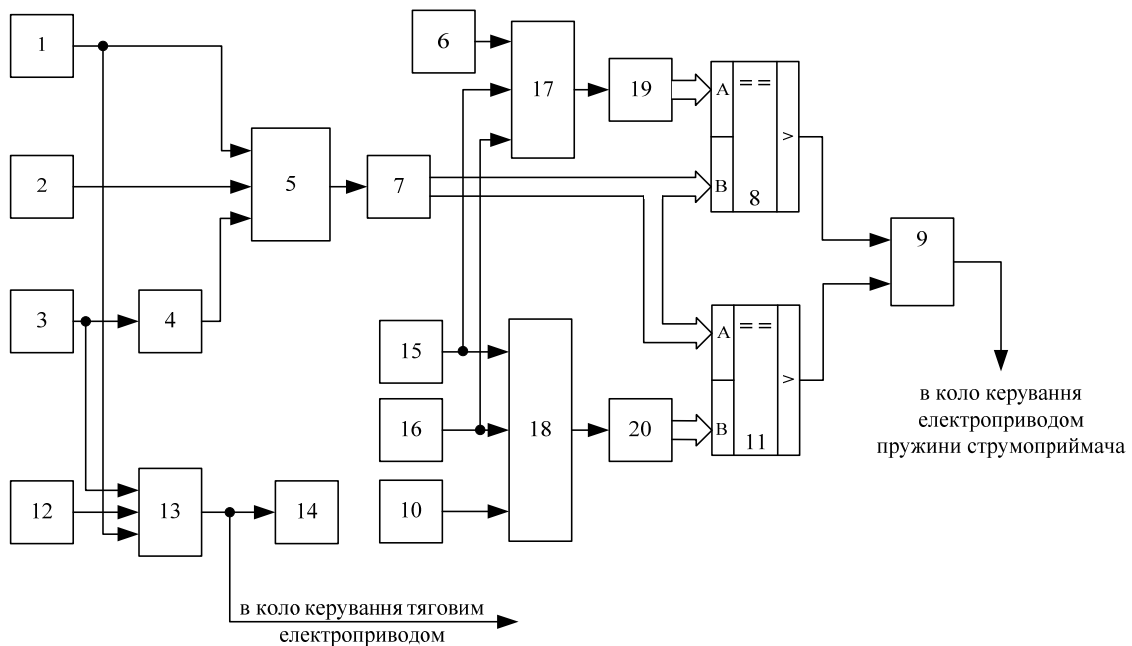 1
6
17
19
A
==
>
B
8
2
5
7
9
3
4
15
A
==
>
B
11
16
18
20
в коло керування
електроприводом
пружини струмоприймача
12
13
14
10
в коло керування тяговим
електроприводом